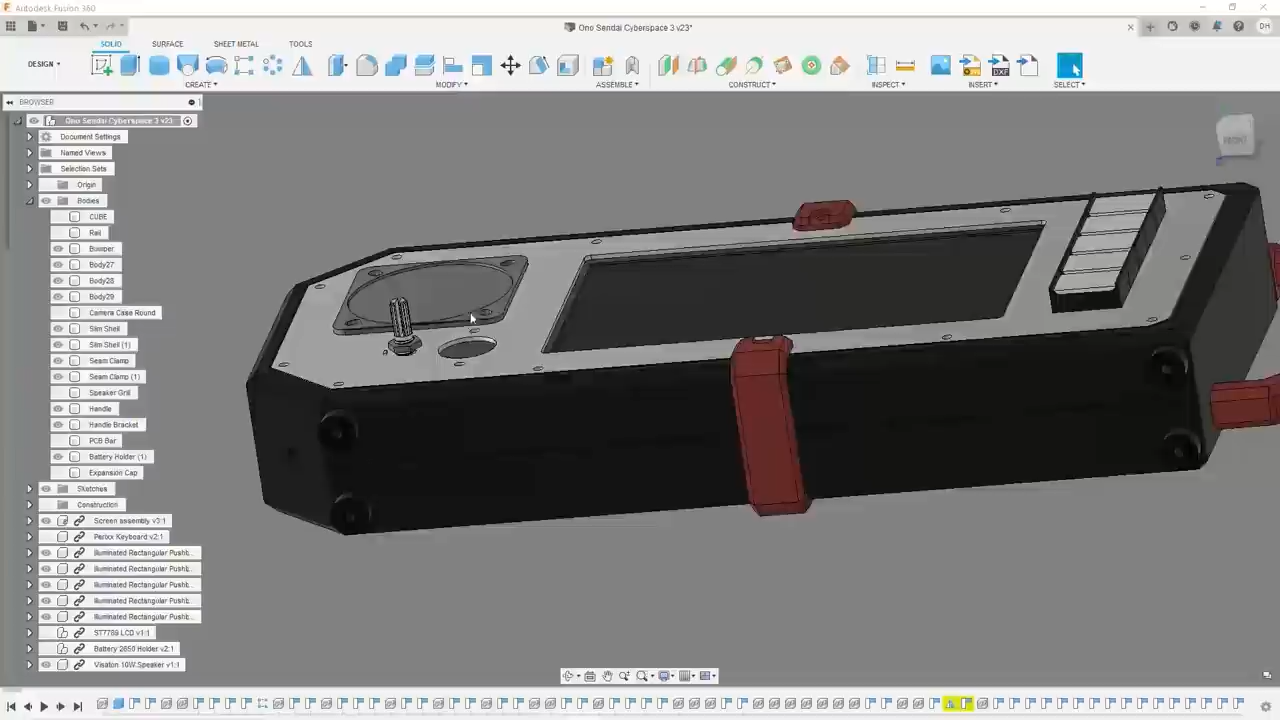 Autodesk Fusion 360
Ono Sendai Cyberspace 3 v23*
DH
SOLID SURFACE SHEET METAL TOOLS
DESIGN
CREATE MODIFY ASSEMBLE CONSTRUCT INSPECT INSERT SELECT
BROWSER
Ono Sendai Cyberspace 3 v23
Document Settings
Named Views
Selection Sets
Origin
Bodies
CUBE
Rail
Bumper
Body27
Body28
Body29
Camera Case Round
Slim Shell
Slim Shell (1)
Seam Clamp
Seam Clamp (1)
Speaker Grill
Handle
Handle Bracket
PCB Bar
Battery Holder (1)
Expansion Cap
Sketches
Construction
Screen assembly v3:1
Perixx Keyboard v2:1
Illuminated Rectangular Pushb...
Illuminated Rectangular Pushb...
Illuminated Rectangular Pushb...
Illuminated Rectangular Pushb...
Illuminated Rectangular Pushb...
ST7789 LCD v1:1
Battery 2650 Holder v2:1
Visaton 10W Speaker v1:1
FRONT